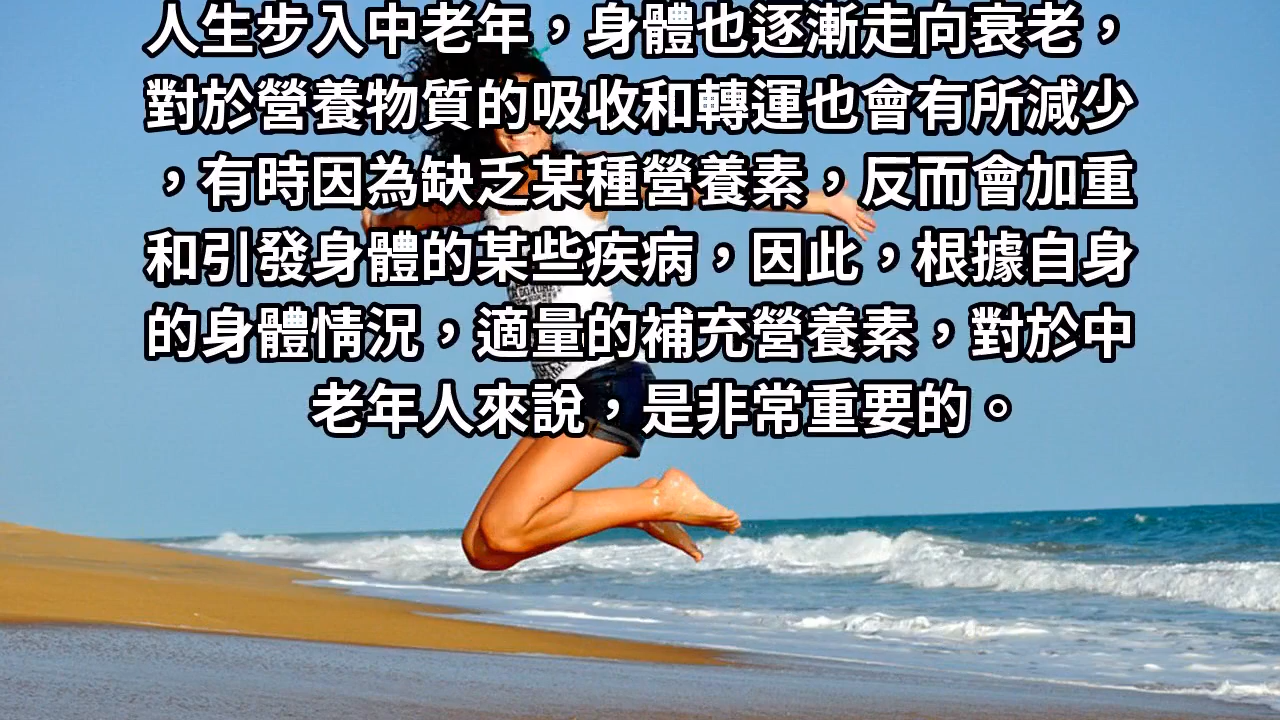 人生步入中老年，身體也逐漸走向衰老，
對於營養物質的吸收和轉運也會有所減少
，有時因為缺乏某種營養素，反而會加重
和引發身體的某些疾病，因此，根據自身
的身體情況，適量的補充營養素，對於中
老年人來說，是非常重要的。